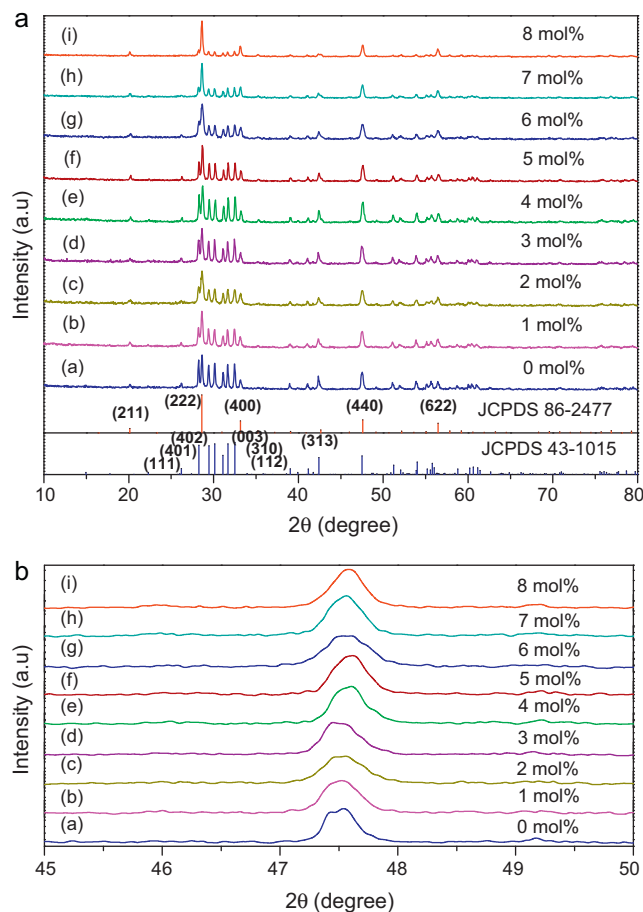 a
(i) 8 mol%
(h) 7 mol%
(g) 6 mol%
(f) 5 mol%
(e) 4 mol%
(d) 3 mol%
(c) 2 mol%
(b) 1 mol%
(a) 0 mol%
Intensity (a.u)
(211) (222) (400) (440) (622)
JCPDS 86-2477
(402) (003) (313)
(401) (310)
(111) (112)
JCPDS 43-1015
10 20 30 40 50 60 70 80
2θ (degree)
b
(i) 8 mol%
(h) 7 mol%
(g) 6 mol%
(f) 5 mol%
(e) 4 mol%
(d) 3 mol%
(c) 2 mol%
(b) 1 mol%
(a) 0 mol%
Intensity (a.u)
45 46 47 48 49 50
2θ (degree)